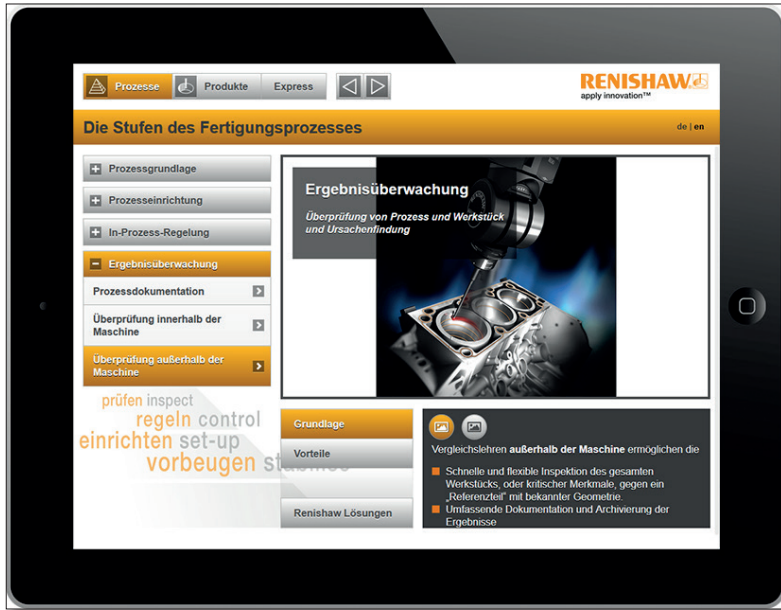 Prozesse
Produkte
Express
RENISHAW
apply innovation™
Die Stufen des Fertigungsprozesses
de | en
Prozessgrundlage
Prozesseinrichtung
In-Prozess-Regelung
Ergebnisüberwachung
Prozessdokumentation
Überprüfung innerhalb der
Maschine
Überprüfung außerhalb der
Maschine
Ergebnisüberwachung
Überprüfung von Prozess und Werkstück
und Ursachenfindung
prüfen inspect
regeln control
einrichten set-up
vorbeugen
Grundlage
Vorteile
Renishaw Lösungen
Vergleichslehren außerhalb der Maschine ermöglichen die
Schnelle und flexible Inspektion des gesamten
Werkstücks, oder kritischer Merkmale, gegen ein
„Referenzteil" mit bekannter Geometrie.
Umfassende Dokumentation und Archivierung der
Ergebnisse